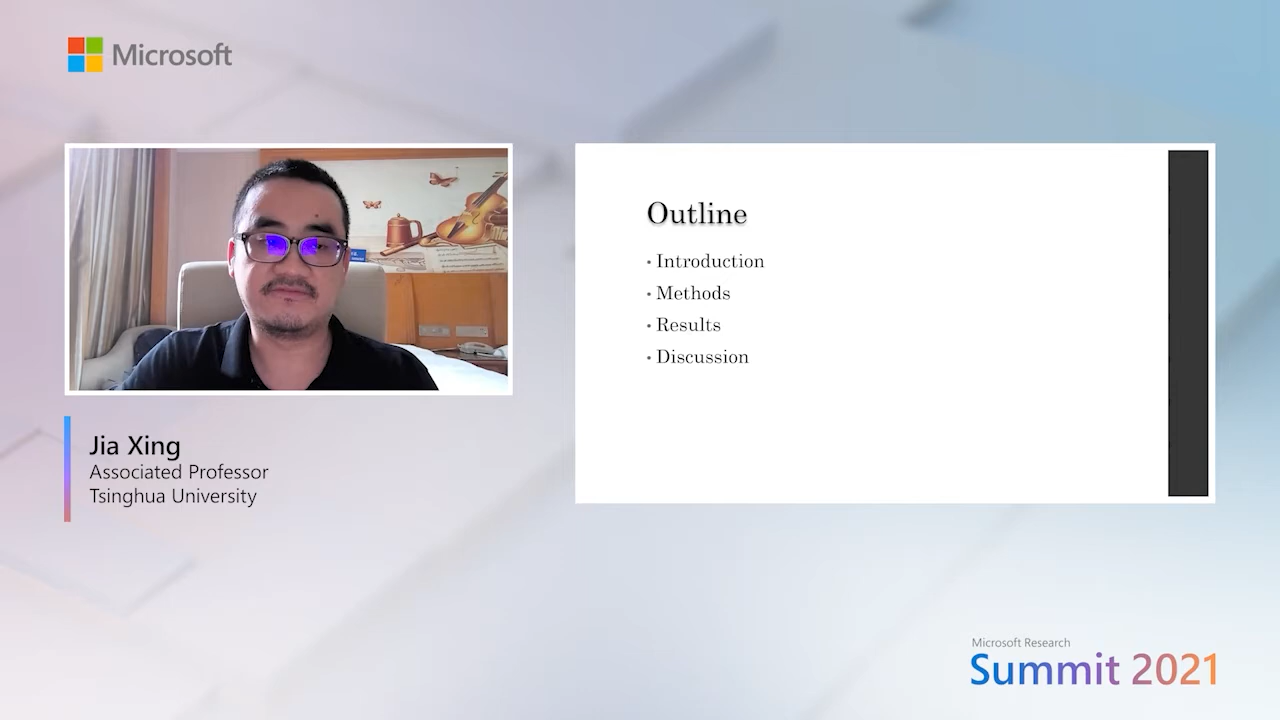 Microsoft
Outline
• Introduction
• Methods
• Results
• Discussion
Jia Xing
Associated Professor
Tsinghua University
Microsoft Research
Summit 2021